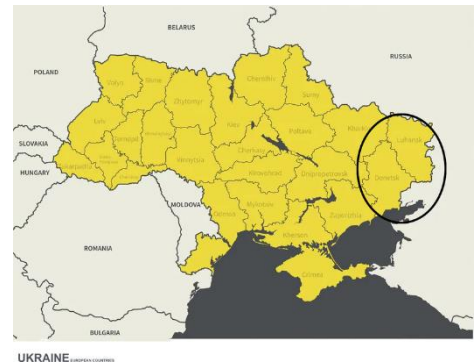 BELARUS
RUSSIA
POLAND
Volyn
Rivne
Chernihiv
Sumy
Zhytomyr
Kiev
Lviv
Poltava
Kharkiv
Luhansk
SLOVAKIA
Ternopil
Cherkasy
HUNGARY
Vinnytsia
Kirovohrad
Dnipropetrovsk
Donetsk
MOLDOVA
Mykolaiv
Zaporizhia
Odessa
Kherson
ROMANIA
Crimea
BULGARIA
UKRAINE EUROPEAN COUNTRIES